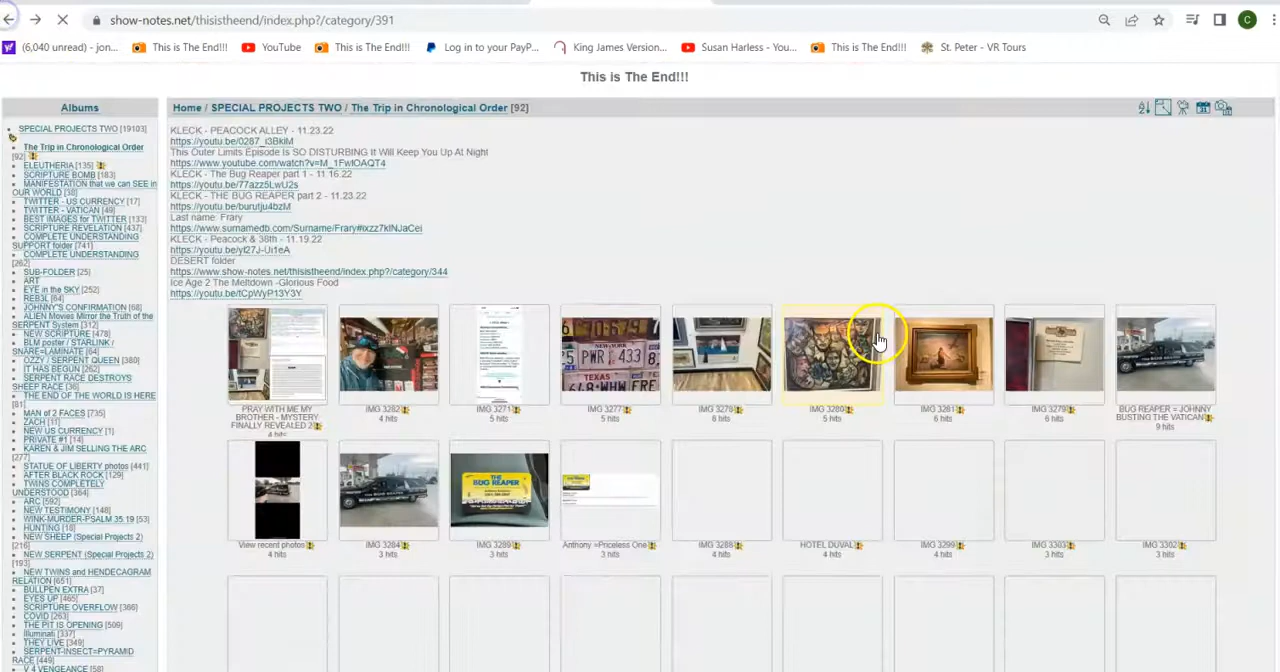 show-notes.net/thisistheend/index.php?/category/391
(6,040 unread) - jon... This is The End!!! YouTube This is The End!!! Log in to your PayP... King James Version... Susan Harless - You... This is The End!!! St. Peter - VR Tours
This is The End!!!
Albums
SPECIAL PROJECTS TWO [19103]
The Trip in Chronological Order
[92]
ELEUTHERIA [135]
SCRIPTURE BOMB [183]
MANIFESTATION that we can SEE in
OUR WORLD [38]
TWITTER - US CURRENCY [17]
TWITTER - VATICAN [49]
BEST IMAGES for TWITTER [133]
SCRIPTURE REVELATION [437]
COMPLETE UNDERSTANDING
SUPPORT folder [741]
COMPLETE UNDERSTANDING
[262]
SUB-FOLDER [25]
ART
EYE in the SKY [252]
REB3L [64]
JOHNNY'S CONFIRMATION [68]
ALIEN Movies Mirror the Truth of the
SERPENT System [312]
NEW SCRIPTURE [478]
BLM poster / STARLINK /
SNARE=LAMINATE [64]
OZZY / SERPENT QUEEN [380]
IT HAS BEGUN [262]
SERPENT RACE DESTROYS
SHEEP RACE [36]
THE END OF THE WORLD IS HERE
[81]
MAN of 2 FACES [735]
ZACH [11]
NEW US CURRENCY [1]
PRIVATE #1 [14]
KAREN & JIM SELLING THE ARC
[277]
STATUE OF LIBERTY photos [441]
AFTER BLACK ROCK [129]
TWINS COMPLETELY
UNDERSTOOD [364]
ARC [592]
NEW TESTIMONY [148]
WINK-MURDER-PSALM 35:19 [53]
HUNTING [18]
NEW SHEEP (Special Projects 2)
[216]
NEW SERPENT (Special Projects 2)
[193]
NEW TWINS and HENDECAGRAM
RELATION [651]
BULLPEN EXTRA [37]
EYES UP [465]
SCRIPTURE OVERFLOW [386]
COVID [263]
THE PIT IS OPENING [509]
Illuminati [337]
THEY LIVE [349]
SERPENT-INSECT=PYRAMID
RACE [449]
V 4 VENGEANCE [58]
Home / SPECIAL PROJECTS TWO / The Trip in Chronological Order [92]
KLECK - PEACOCK ALLEY - 11.23.22
https://youtu.be/0287_i3BkiM
This Outer Limits Episode Is SO DISTURBING It Will Keep You Up At Night
https://www.youtube.com/watch?v=M_1FwlOAQT4
KLECK - The Bug Reaper part 1 - 11.16.22
https://youtu.be/77azz5LwU2s
KLECK - THE BUG REAPER part 2 - 11.23.22
https://youtu.be/burutju4bzM
Last name: Frary
https://www.surnamedb.com/Surname/Frary#ixzz7klNJaCei
KLECK - Peacock & 38th - 11.19.22
https://youtu.be/yl27J-Ui1eA
DESERT folder
https://www.show-notes.net/thisistheend/index.php?/category/344
Ice Age 2 The Meltdown -Glorious Food
https://youtu.be/tCpWyP13Y3Y
NEW YORK
PWR 433
TEXAS
PRAY WITH ME MY
BROTHER - MYSTERY
FINALLY REVEALED 2
4 hits
IMG 3282
4 hits
IMG 3271
5 hits
IMG 3277
5 hits
IMG 3278
6 hits
IMG 3280
5 hits
IMG 3281
6 hits
IMG 3279
6 hits
BUG REAPER = JOHNNY
BUSTING THE VATICAN
9 hits
THE BUG REAPER
View recent photos
4 hits
IMG 3284
4 hits
IMG 3289
3 hits
Anthony =Priceless One
3 hits
IMG 3288
4 hits
HOTEL DUVAL
4 hits
IMG 3299
4 hits
IMG 3303
3 hits
IMG 3302
3 hits